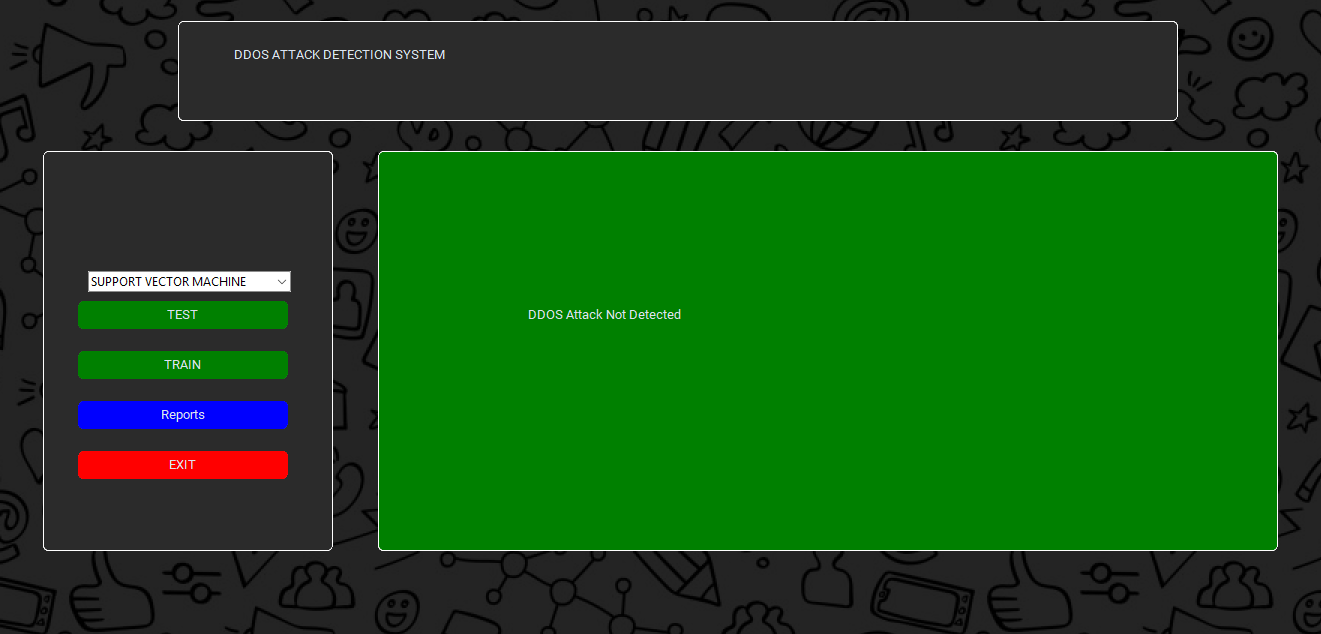 DDOS ATTACK DETECTION SYSTEM
SUPPORT VECTOR MACHINE
TEST
TRAIN
Reports
EXIT
DDOS Attack Not Detected